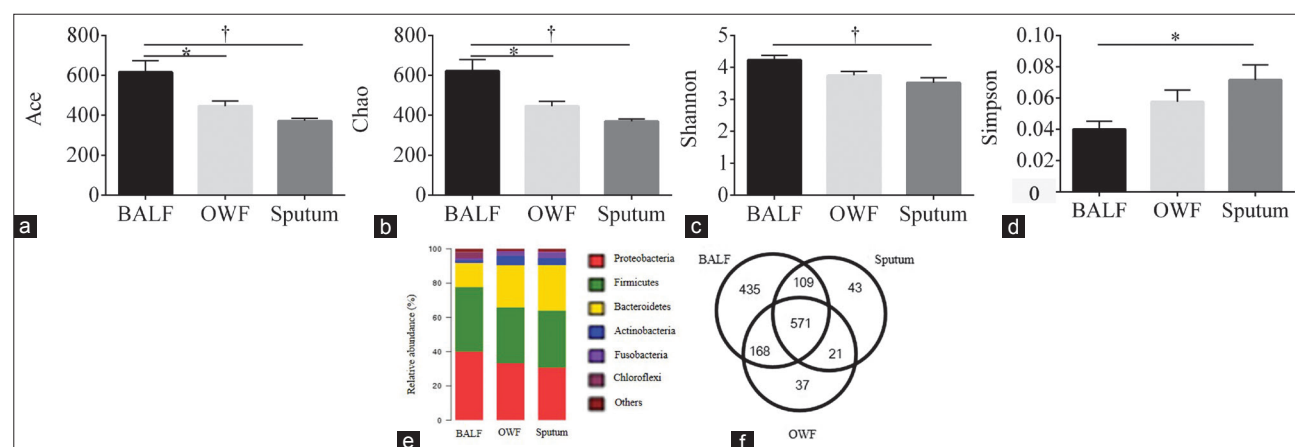 800
600
400
200
0
Ace
†
*
BALF OWF Sputum
a
800
600
400
200
0
Chao
†
*
BALF OWF Sputum
b
5
4
3
2
1
0
Shannon
†
BALF OWF Sputum
c
0.10
0.08
0.06
0.04
0.02
0
Simpson
*
BALF OWF Sputum
d
100
80
60
40
20
0
Relative abundance (%)
BALF OWF Sputum
Proteobacteria
Firmicutes
Bacteroidetes
Actinobacteria
Fusobacteria
Chloroflexi
Others
e
BALF
Sputum
435
109
43
571
168
21
37
OWF
f